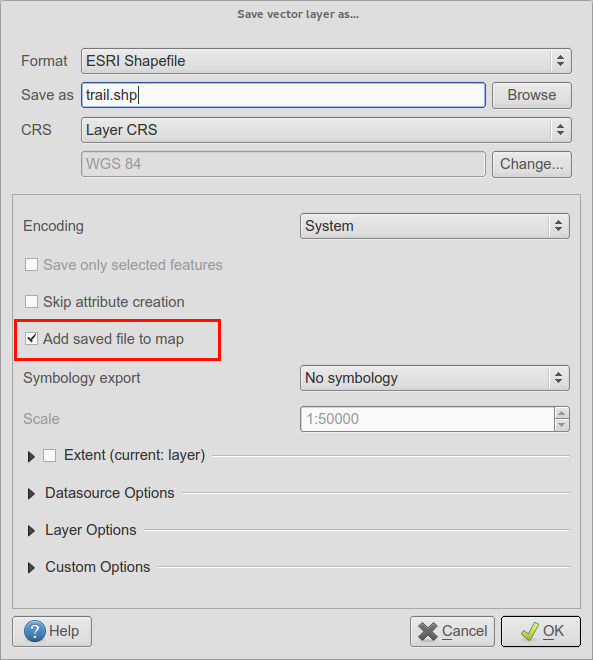 Save vector layer as...
Format ESRI Shapefile
Save as trail.shp Browse
CRS Layer CRS
WGS 84 Change...
Encoding System
Save only selected features
Skip attribute creation
Add saved file to map
Symbology export No symbology
Scale 1:50000
Extent (current: layer)
Datasource Options
Layer Options
Custom Options
? Help Cancel OK